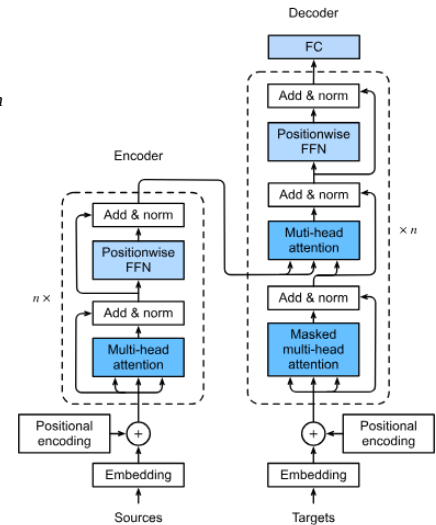 Decoder
FC
Add & norm
Positionwise
FFN
Add & norm
Muti-head
attention
× n
Add & norm
Masked
multi-head
attention
Positional
encoding
+
Embedding
Targets
n
Encoder
Add & norm
Positionwise
FFN
n ×
Add & norm
Multi-head
attention
Positional
encoding
+
Embedding
Sources